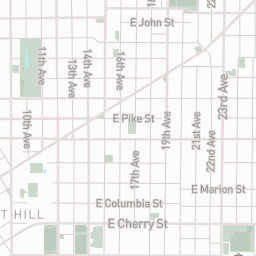 E John St
11th Ave
13th Ave
14th Ave
16th Ave
23rd Ave
10th Ave
E Pike St
19th Ave
21st Ave
22nd Ave
17th Ave
E Marion St
E Columbia St
T HILL
E Cherry St